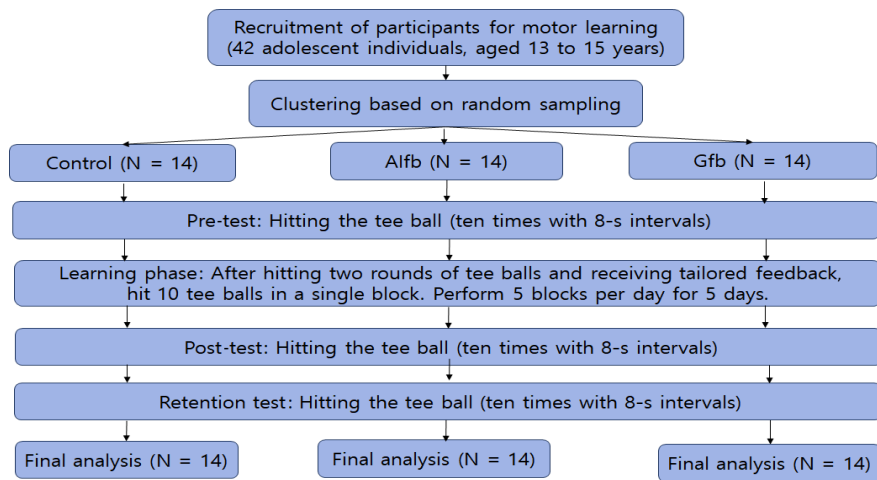 Recruitment of participants for motor learning
(42 adolescent individuals, aged 13 to 15 years)
Clustering based on random sampling
Control (N = 14)
Alfb (N = 14)
Gfb (N = 14)
Pre-test: Hitting the tee ball (ten times with 8-s intervals)
Learning phase: After hitting two rounds of tee balls and receiving tailored feedback,
hit 10 tee balls in a single block. Perform 5 blocks per day for 5 days.
Post-test: Hitting the tee ball (ten times with 8-s intervals)
Retention test: Hitting the tee ball (ten times with 8-s intervals)
Final analysis (N = 14)
Final analysis (N = 14)
Final analysis (N = 14)